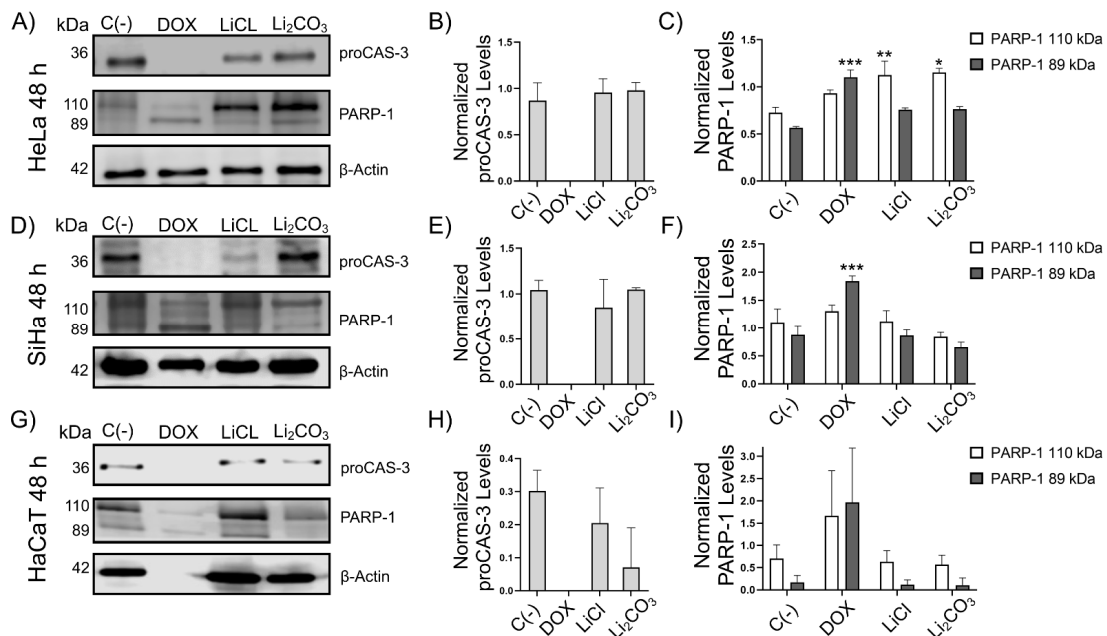 A)
kDa C(-) DOX LiCL Li₂CO₃
36 proCAS-3
110 PARP-1
89
42 β-Actin
HeLa 48 h
B)
Normalized
proCAS-3 Levels
1.5
1.0
0.5
0.0
C(-) DOX LiCl Li₂CO₃
C)
Normalized
PARP-1 Levels
1.5
1.0
0.5
0.0
*** ** *
C(-) DOX LiCl Li₂CO₃
PARP-1 110 kDa
PARP-1 89 kDa
D)
kDa C(-) DOX LiCL Li₂CO₃
36 proCAS-3
110 PARP-1
89
42 β-Actin
SiHa 48 h
E)
Normalized
proCAS-3 Levels
1.5
1.0
0.5
0.0
C(-) DOX LiCl Li₂CO₃
F)
Normalized
PARP-1 Levels
2.5
2.0
1.5
1.0
0.5
0.0
***
C(-) DOX LiCl Li₂CO₃
PARP-1 110 kDa
PARP-1 89 kDa
G)
kDa C(-) DOX LiCL Li₂CO₃
36 proCAS-3
110 PARP-1
89
42 β-Actin
HaCaT 48 h
H)
Normalized
proCAS-3 Levels
0.4
0.3
0.2
0.1
0.0
C(-) DOX LiCl Li₂CO₃
I)
Normalized
PARP-1 Levels
3.0
2.5
2.0
1.5
1.0
0.5
0.0
C(-) DOX LiCl Li₂CO₃
PARP-1 110 kDa
PARP-1 89 kDa